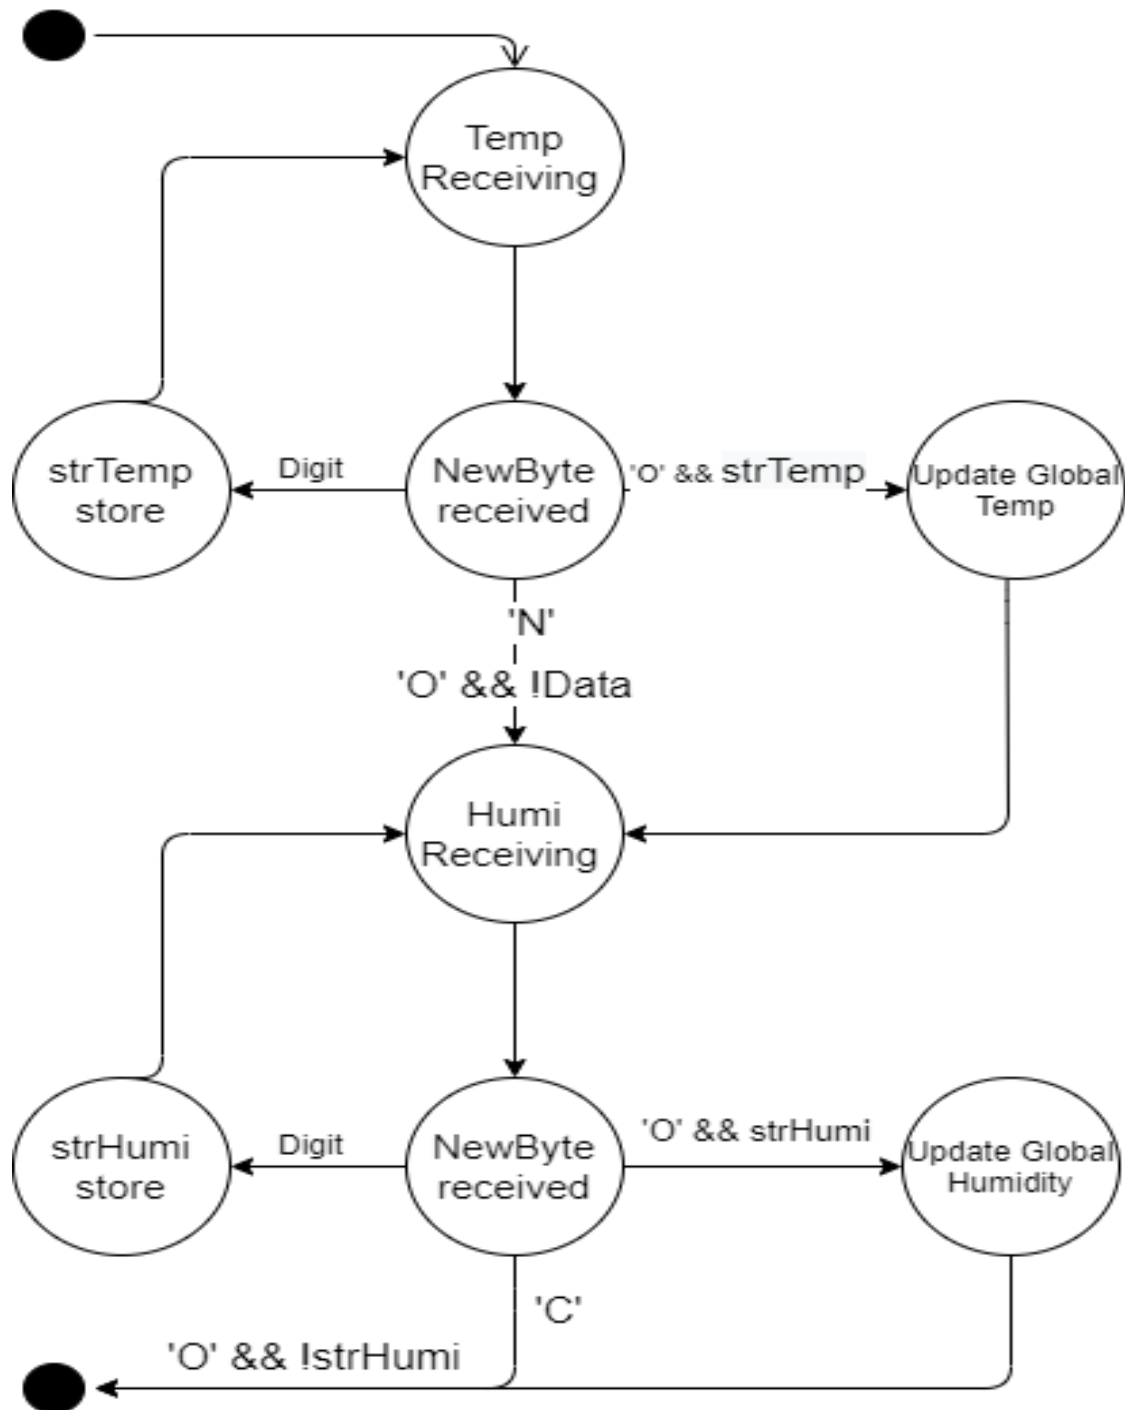 Temp
Receiving
strTemp
store
Digit
NewByte
received
'O' && strTemp
Update Global
Temp
'N'
'O' && !Data
Humi
Receiving
strHumi
store
Digit
NewByte
received
'O' && strHumi
Update Global
Humidity
'C'
'O' && !strHumi